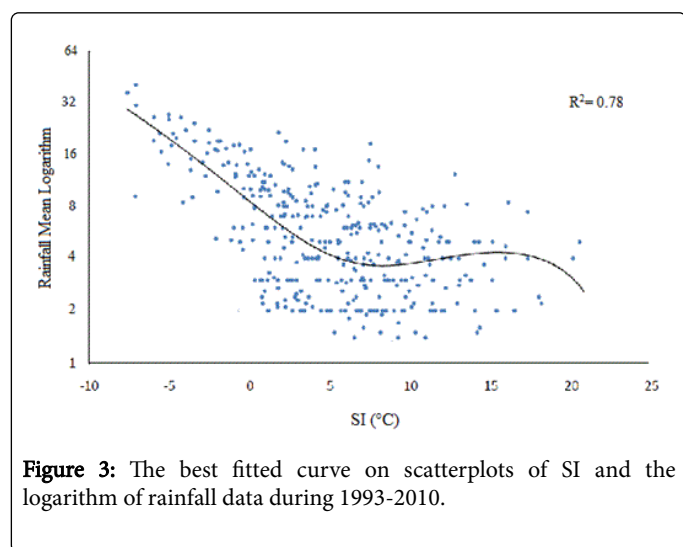 64
32
16
8
4
2
1
Rainfall Mean Logarithm
R²= 0.78
-10 -5 0 5 10 15 20 25
SI (°C)
Figure 3: The best fitted curve on scatterplots of SI and the
logarithm of rainfall data during 1993-2010.